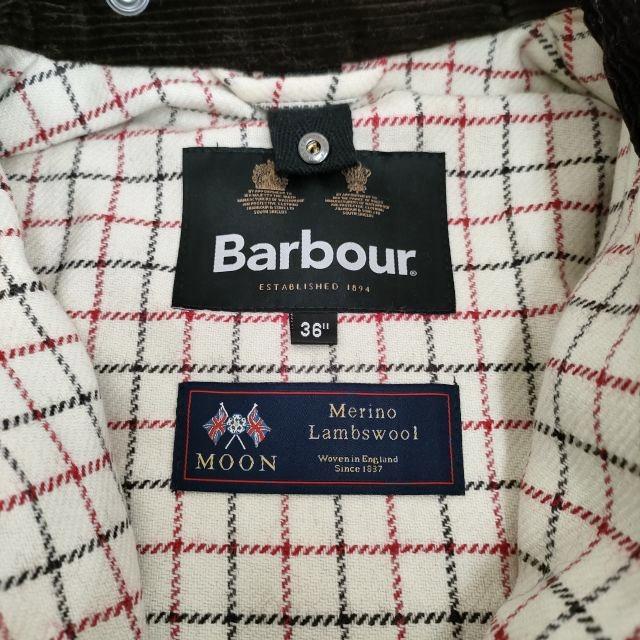 Barbour
ESTABLISHED 1894
36"
Merino
Lambswool
MOON
Woven in England
Since 1837